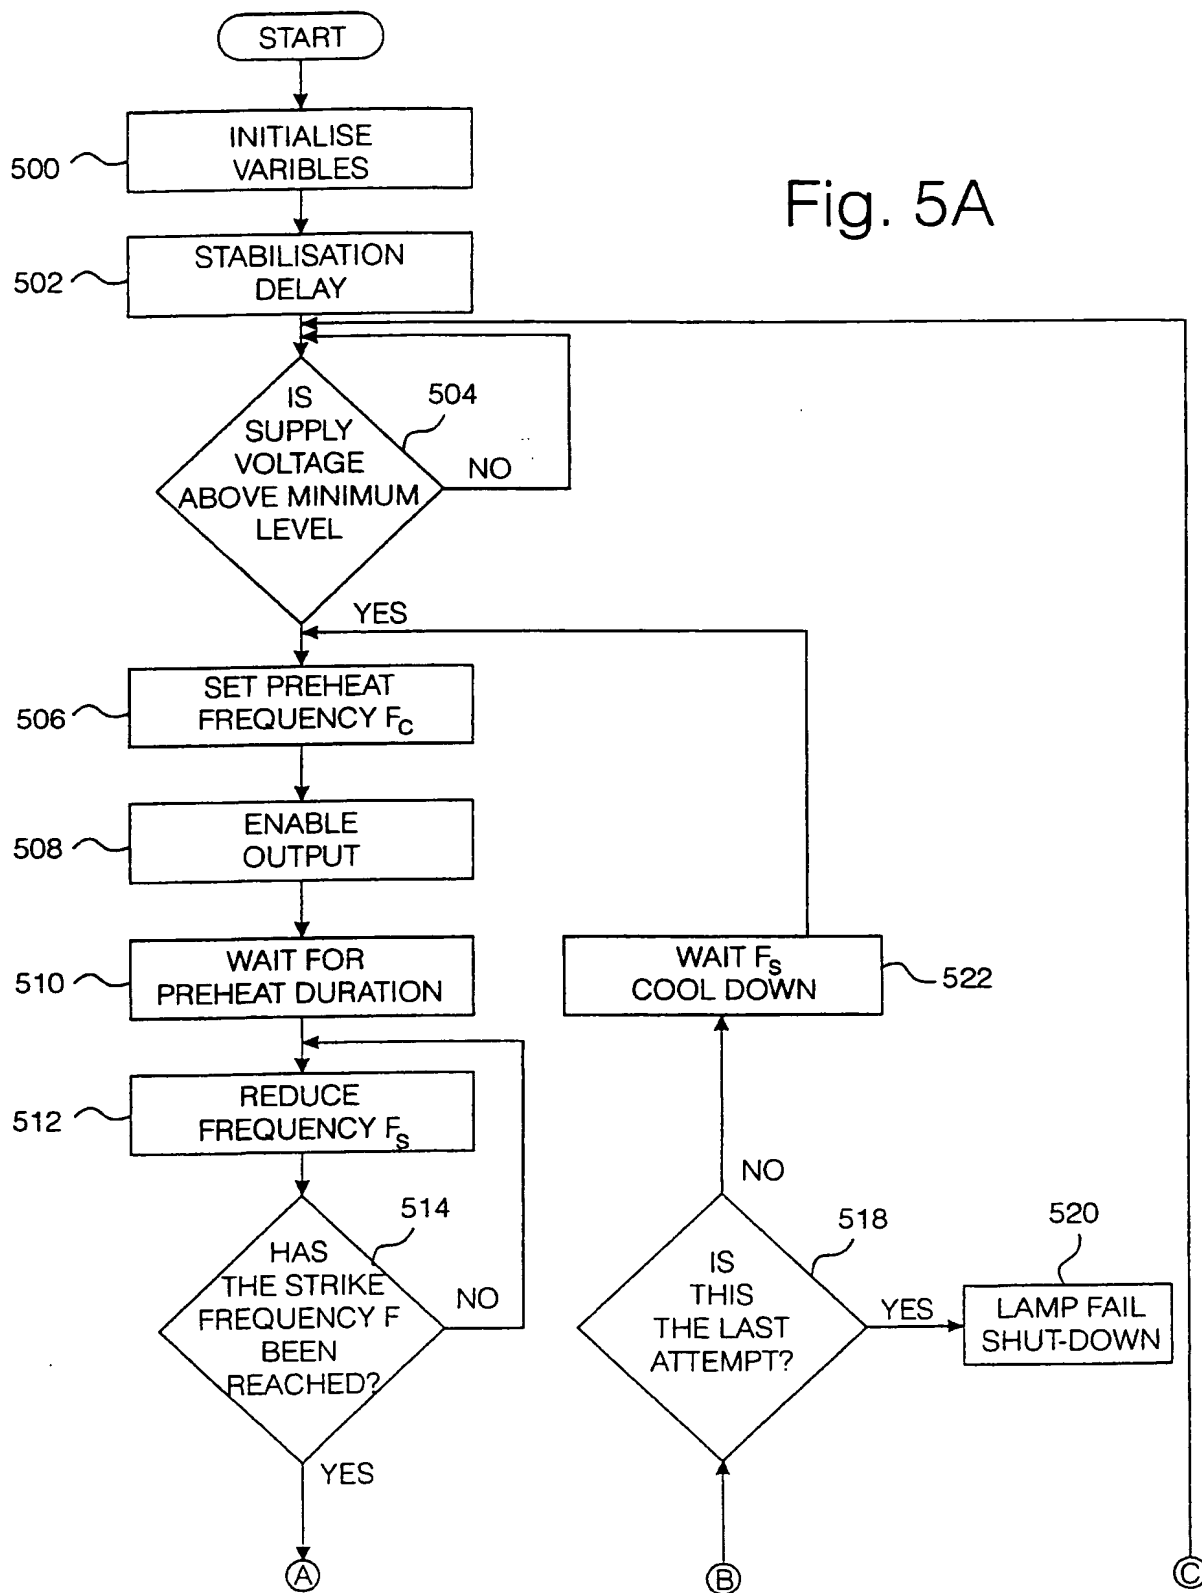 START
INITIALISE
VARIBLES
500
Fig. 5A
STABILISATION
DELAY
502
IS
SUPPLY
VOLTAGE
ABOVE MINIMUM
LEVEL
504
NO
YES
SET PREHEAT
FREQUENCY FC
506
ENABLE
OUTPUT
508
WAIT FOR
PREHEAT DURATION
510
WAIT FS
COOL DOWN
522
REDUCE
FREQUENCY FS
512
HAS
THE STRIKE
FREQUENCY F
BEEN
REACHED?
514
NO
YES
NO
IS
THIS
THE LAST
ATTEMPT?
518
YES
520
LAMP FAIL
SHUT-DOWN
A
B
C